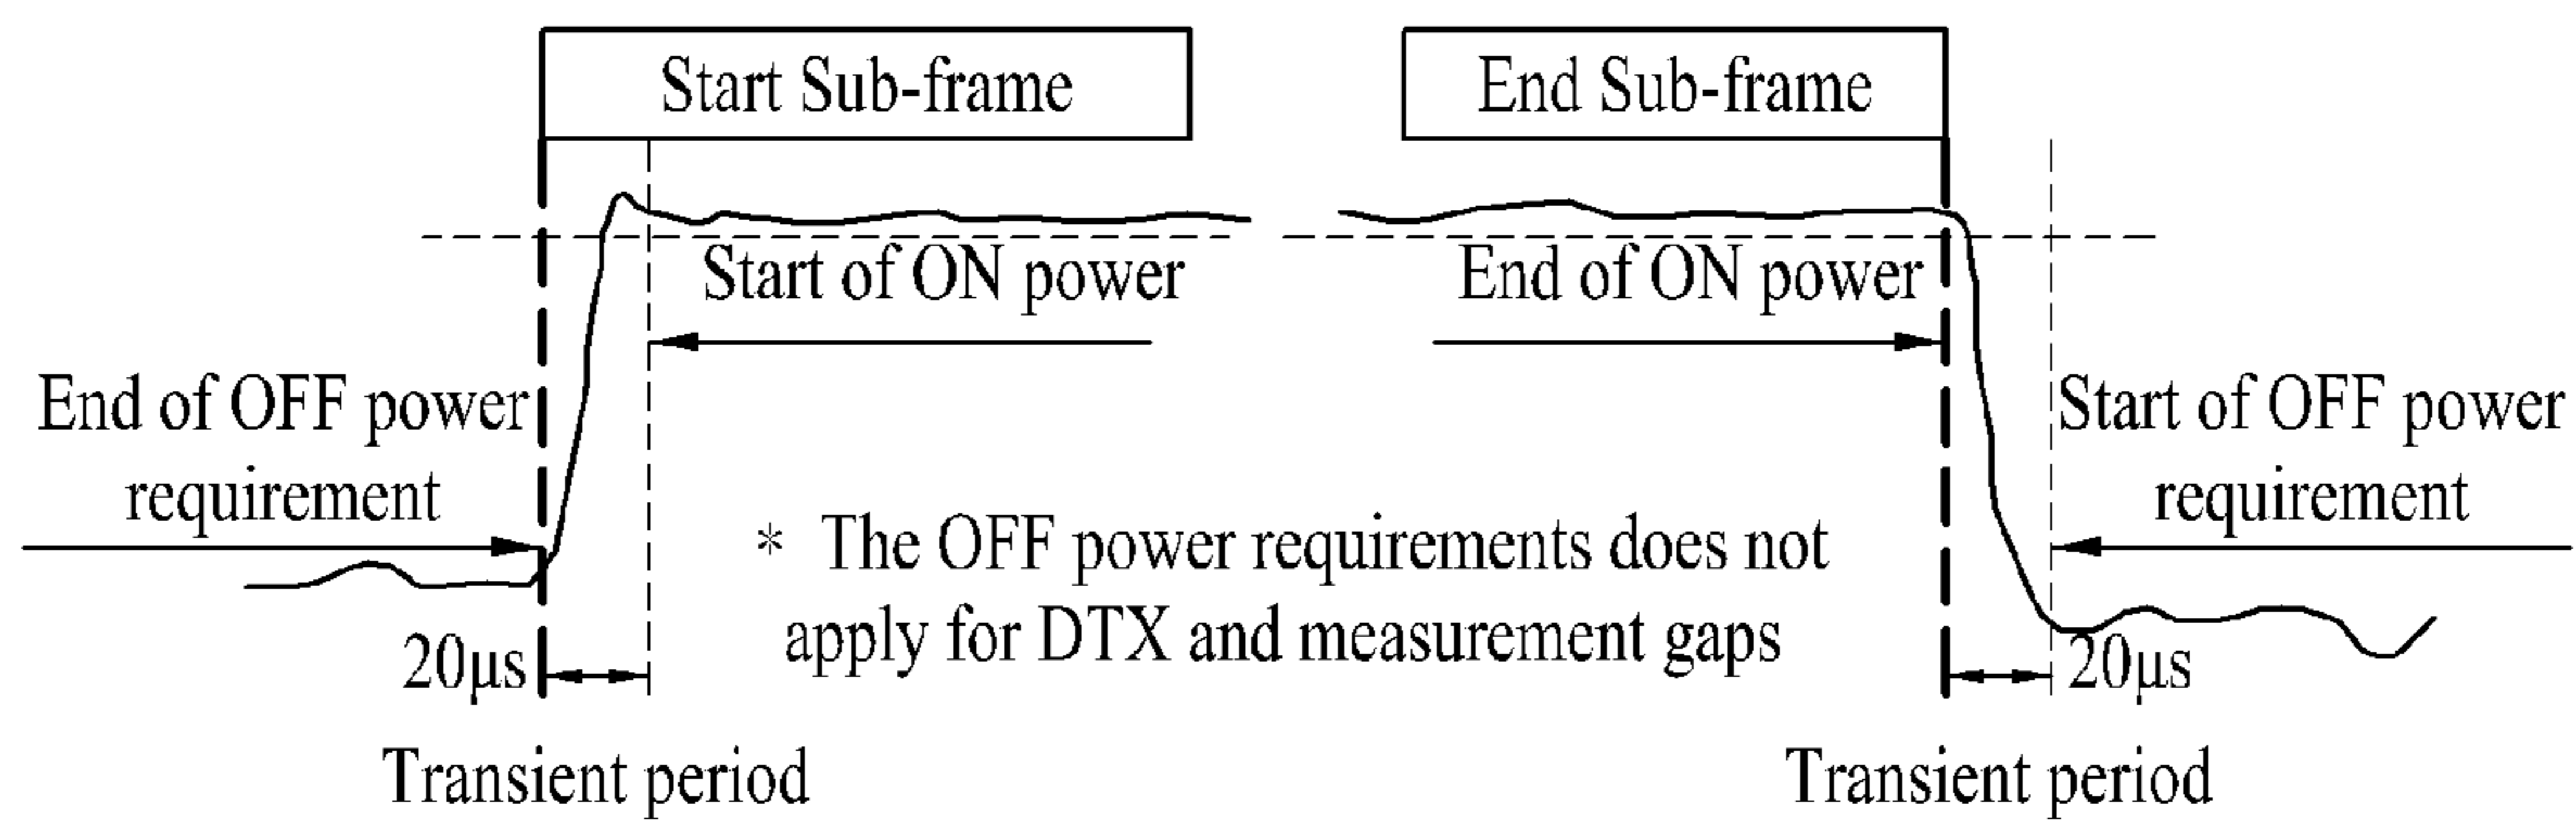 Start Sub-frame
End Sub-frame
Start of ON power
End of ON power
End of OFF power
requirement
Start of OFF power
requirement
* The OFF power requirements does not
apply for DTX and measurement gaps
20μs
20μs
Transient period
Transient period